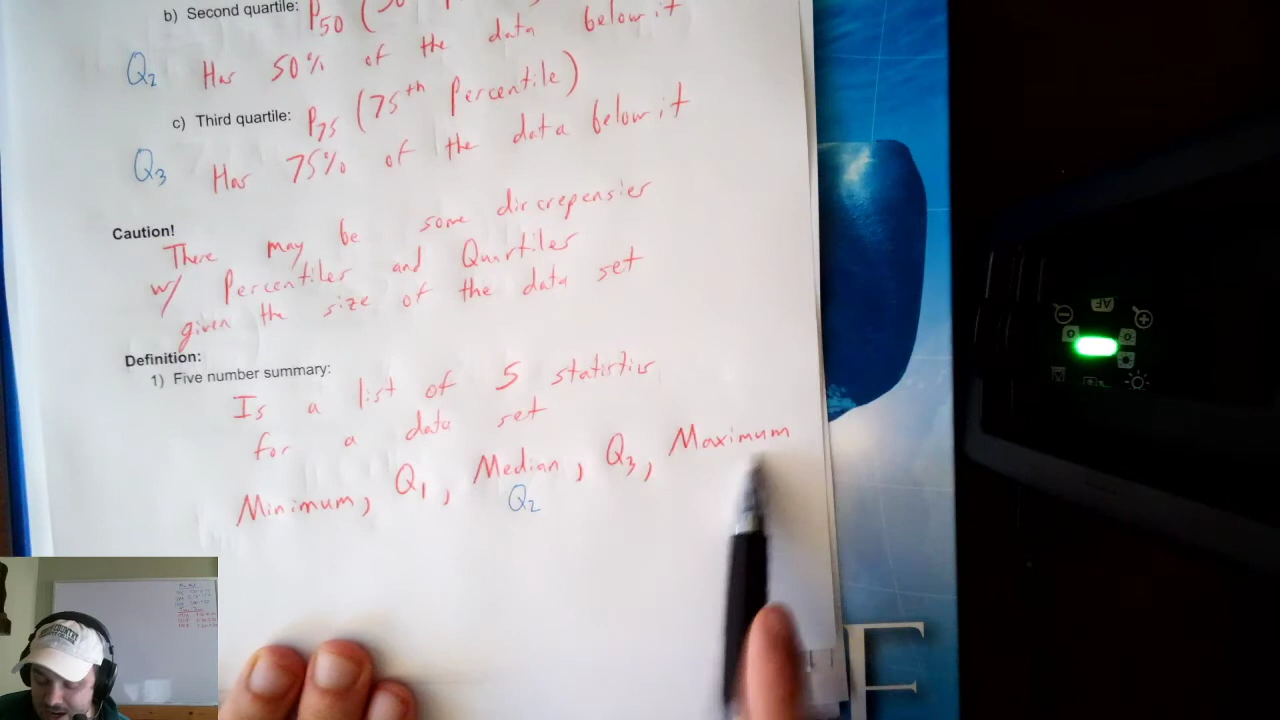 b) Second quartile: P50 (
Q2 Has 50% of the data below it
c) Third quartile: P75 (75th Percentile)
Q3 Has 75% of the data below it
Caution!
There may be some discrepensies
w/ Percentiles and Quartiles
given the size of the data set
Definition:
1) Five number summary:
Is a list of 5 statistics
for a data set
Minimum, Q1, Median, Q3, Maximum
Q2
AF
E